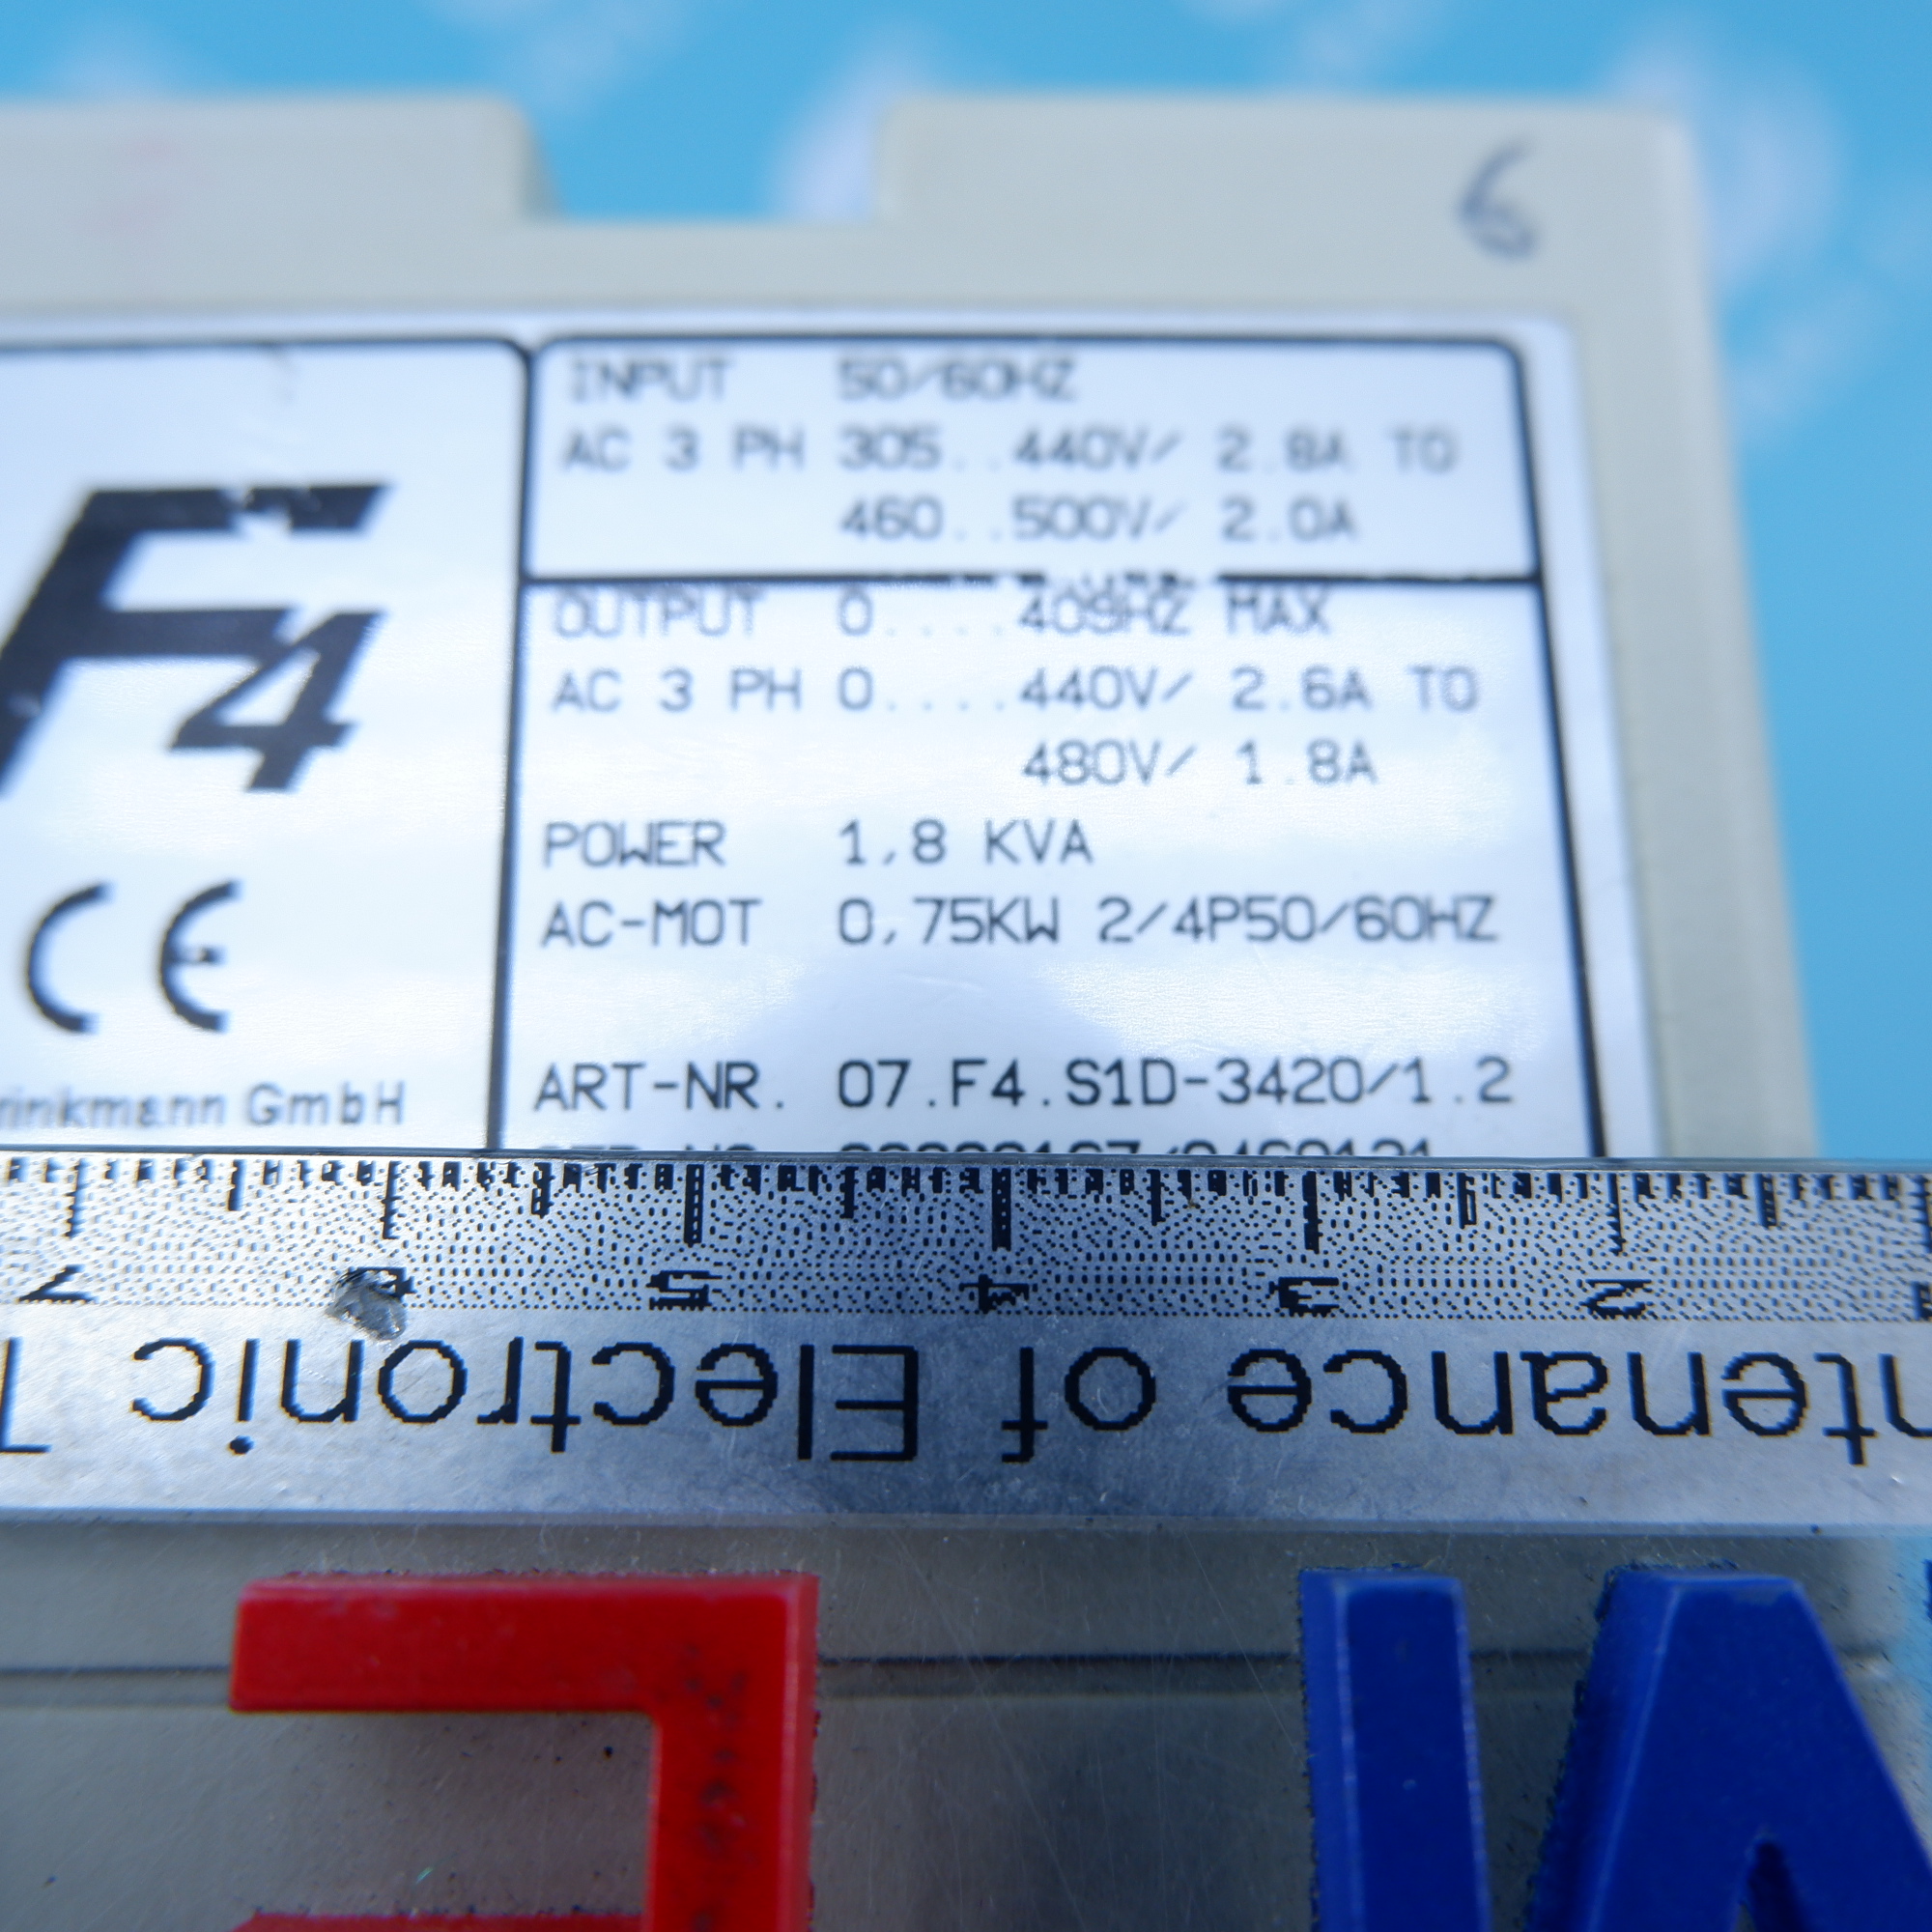 6
INPUT 50/60HZ
AC 3 PH 305..440V/ 2.8A TO
460..500V/ 2.0A
F4
OUTPUT 0....409HZ MAX
AC 3 PH 0....440V/ 2.6A TO
480V/ 1.8A
POWER 1,8 KVA
AC-MOT 0,75KW 2/4P50/60HZ
CE
rinkmann GmbH
ART-NR. 07.F4.S1D-3420/1.2
7 6 5 4 3 2
ntenance of Electronic T